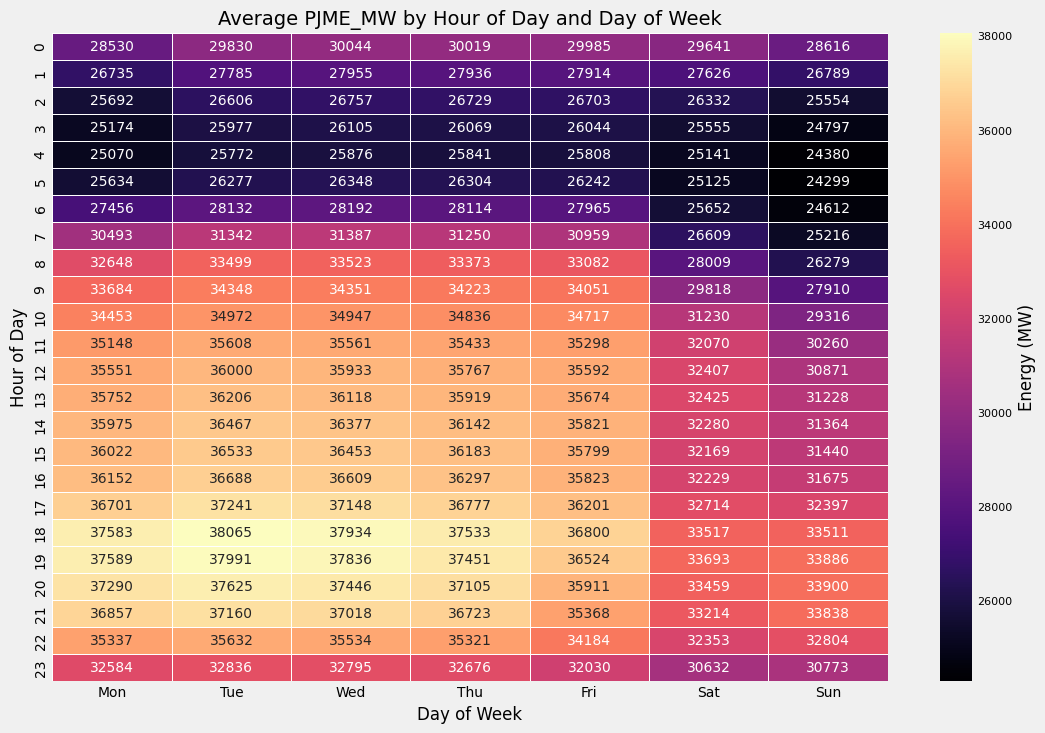 Average PJME_MW by Hour of Day and Day of Week
0 28530 29830 30044 30019 29985 29641 28616
1 26735 27785 27955 27936 27914 27626 26789
2 25692 26606 26757 26729 26703 26332 25554
3 25174 25977 26105 26069 26044 25555 24797
4 25070 25772 25876 25841 25808 25141 24380
5 25634 26277 26348 26304 26242 25125 24299
6 27456 28132 28192 28114 27965 25652 24612
7 30493 31342 31387 31250 30959 26609 25216
8 32648 33499 33523 33373 33082 28009 26279
9 33684 34348 34351 34223 34051 29818 27910
10 34453 34972 34947 34836 34717 31230 29316
11 35148 35608 35561 35433 35298 32070 30260
12 35551 36000 35933 35767 35592 32407 30871
13 35752 36206 36118 35919 35674 32425 31228
14 35975 36467 36377 36142 35821 32280 31364
15 36022 36533 36453 36183 35799 32169 31440
16 36152 36688 36609 36297 35823 32229 31675
17 36701 37241 37148 36777 36201 32714 32397
18 37583 38065 37934 37533 36800 33517 33511
19 37589 37991 37836 37451 36524 33693 33886
20 37290 37625 37446 37105 35911 33459 33900
21 36857 37160 37018 36723 35368 33214 33838
22 35337 35632 35534 35321 34184 32353 32804
23 32584 32836 32795 32676 32030 30632 30773
Mon Tue Wed Thu Fri Sat Sun
Day of Week
Hour of Day
38000
36000
34000
32000
30000
28000
26000
Energy (MW)